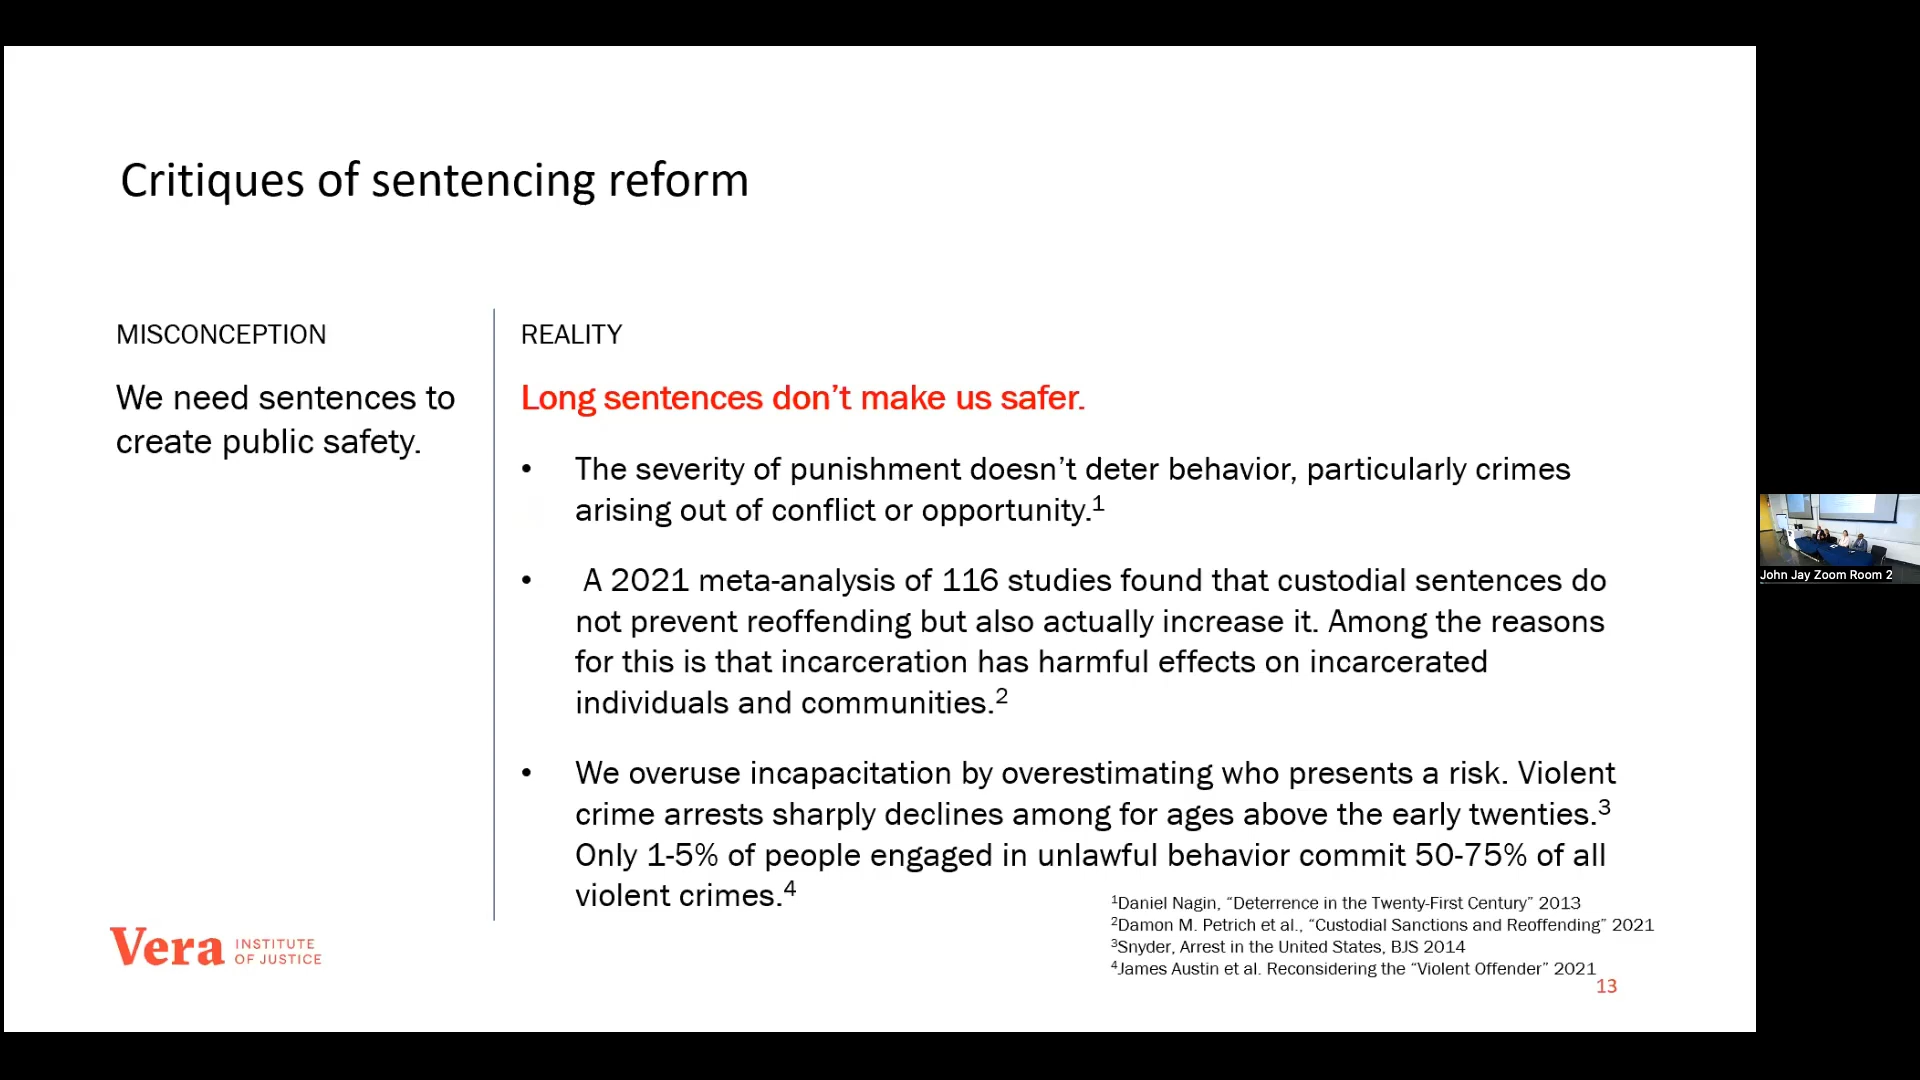 Critiques of sentencing reform
MISCONCEPTION
We need sentences to
create public safety.
REALITY
Long sentences don't make us safer.
• The severity of punishment doesn't deter behavior, particularly crimes
arising out of conflict or opportunity.1
• A 2021 meta-analysis of 116 studies found that custodial sentences do
not prevent reoffending but also actually increase it. Among the reasons
for this is that incarceration has harmful effects on incarcerated
individuals and communities.2
• We overuse incapacitation by overestimating who presents a risk. Violent
crime arrests sharply declines among for ages above the early twenties.3
Only 1-5% of people engaged in unlawful behavior commit 50-75% of all
violent crimes.4
1Daniel Nagin, “Deterrence in the Twenty-First Century” 2013
2Damon M. Petrich et al., “Custodial Sanctions and Reoffending” 2021
3Snyder, Arrest in the United States, BJS 2014
4James Austin et al. Reconsidering the “Violent Offender” 2021
13
Vera INSTITUTE
OF JUSTICE
John Jay Zoom Room 2